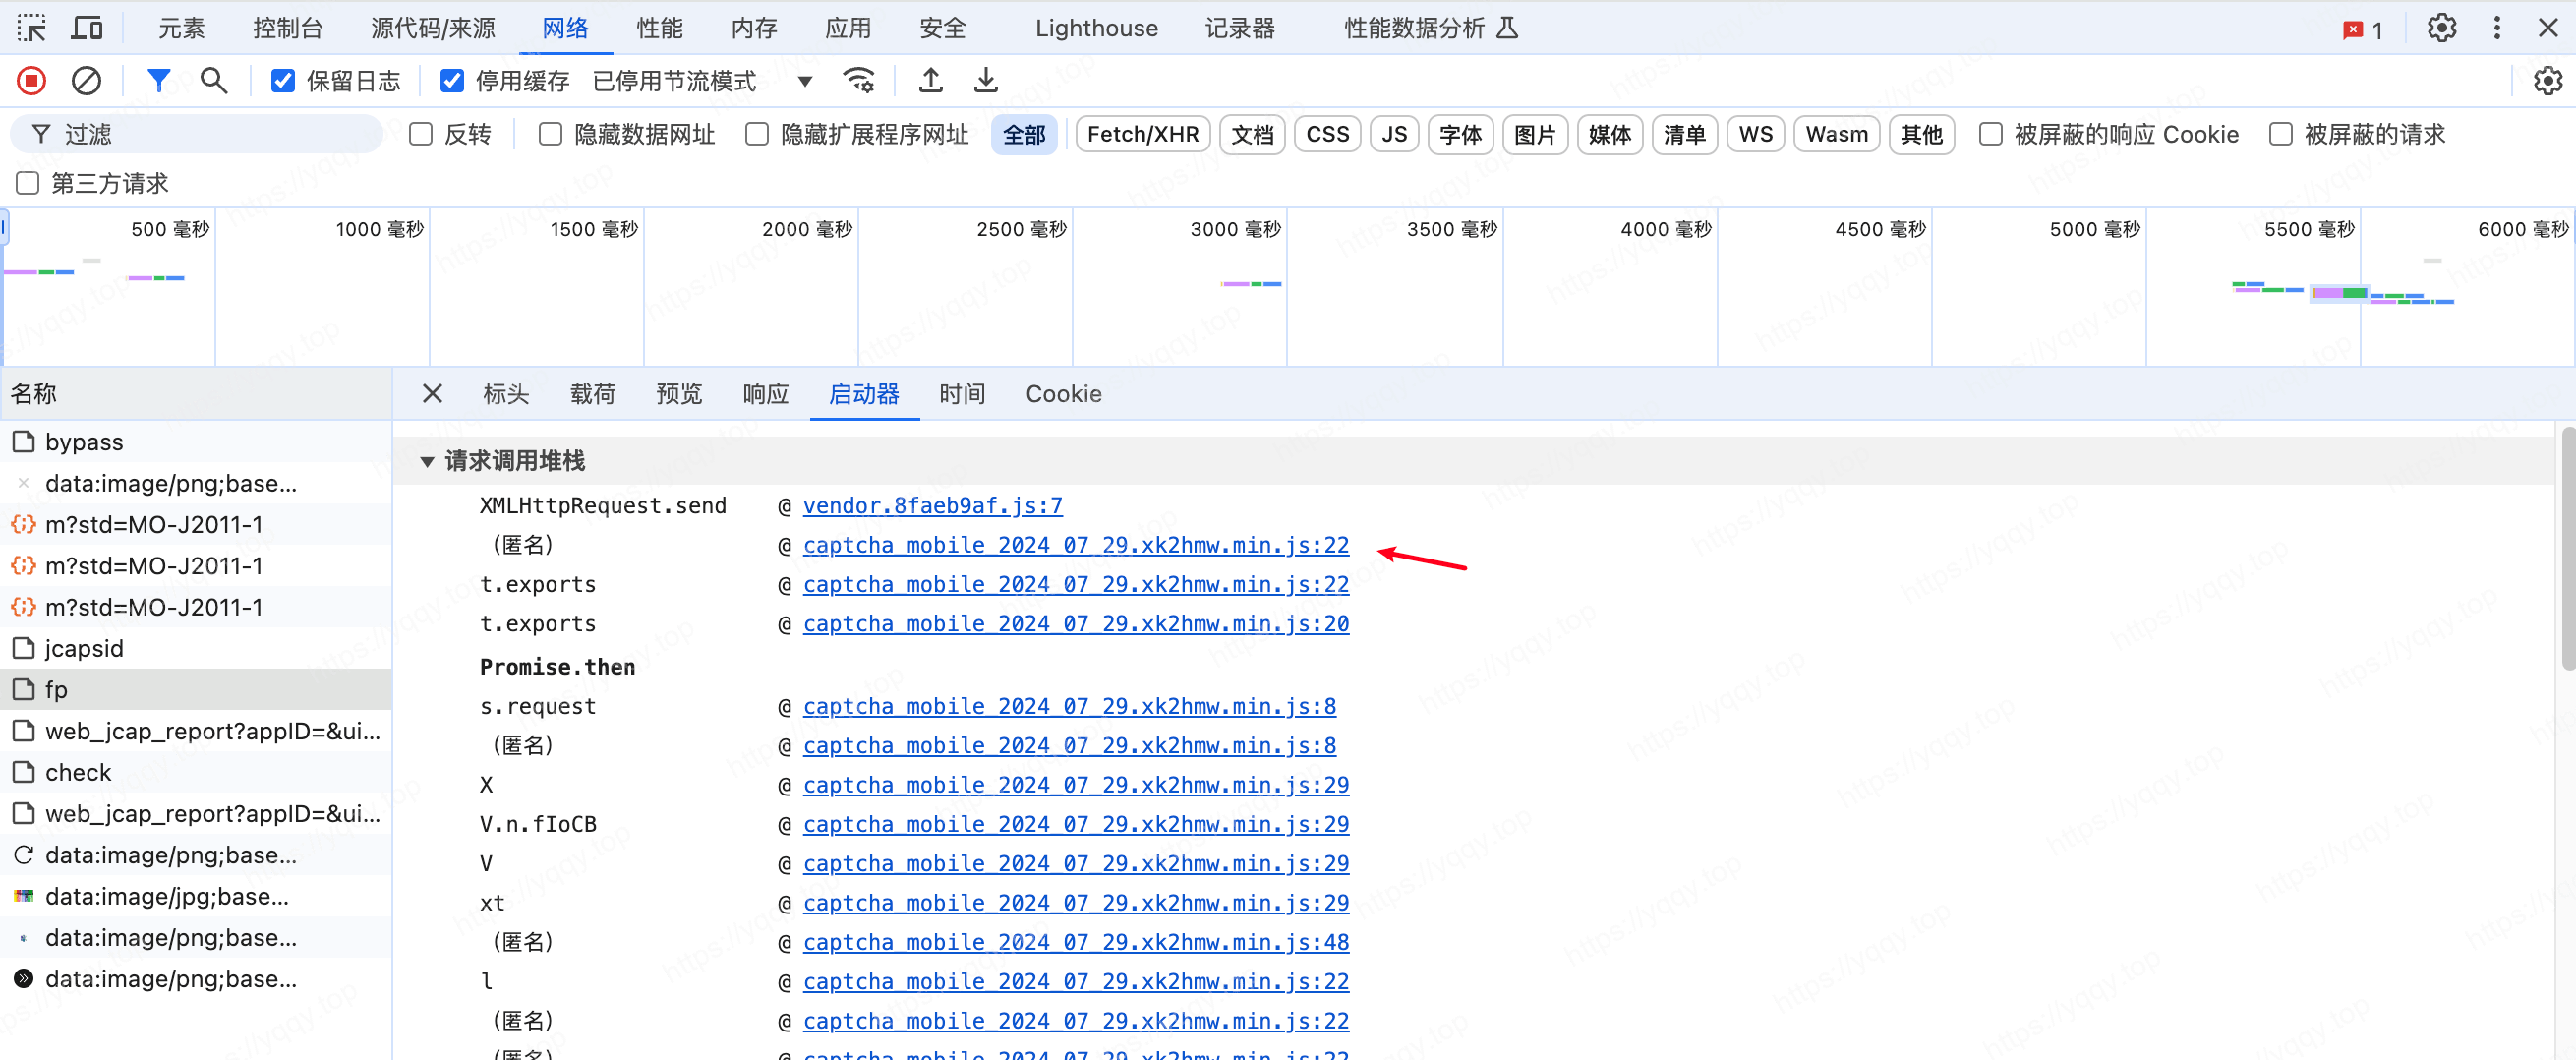 元素 控制台 源代码/来源 网络 性能 内存 应用 安全 Lighthouse 记录器 性能数据分析 1
保留日志 停用缓存 已停用节流模式
过滤 反转 隐藏数据网址 隐藏扩展程序网址 全部 Fetch/XHR 文档 CSS JS 字体 图片 媒体 清单 WS Wasm 其他 被屏蔽的响应 Cookie 被屏蔽的请求
第三方请求
500 毫秒 1000 毫秒 1500 毫秒 2000 毫秒 2500 毫秒 3000 毫秒 3500 毫秒 4000 毫秒 4500 毫秒 5000 毫秒 5500 毫秒 6000 毫秒
名称
bypass
data:image/png;base...
m?std=MO-J2011-1
m?std=MO-J2011-1
m?std=MO-J2011-1
jcapsid
fp
web_jcap_report?appID=&ui...
check
web_jcap_report?appID=&ui...
data:image/png;base...
data:image/jpg;base...
data:image/png;base...
data:image/png;base...
标头 载荷 预览 响应 启动器 时间 Cookie
请求调用堆栈
XMLHttpRequest.send @ vendor.8faeb9af.js:7
(匿名) @ captcha_mobile_2024_07_29.xk2hmw.min.js:22
t.exports @ captcha_mobile_2024_07_29.xk2hmw.min.js:22
t.exports @ captcha_mobile_2024_07_29.xk2hmw.min.js:20
Promise.then
s.request @ captcha_mobile_2024_07_29.xk2hmw.min.js:8
(匿名) @ captcha_mobile_2024_07_29.xk2hmw.min.js:8
X @ captcha_mobile_2024_07_29.xk2hmw.min.js:29
V.n.fIoCB @ captcha_mobile_2024_07_29.xk2hmw.min.js:29
V @ captcha_mobile_2024_07_29.xk2hmw.min.js:29
xt @ captcha_mobile_2024_07_29.xk2hmw.min.js:29
(匿名) @ captcha_mobile_2024_07_29.xk2hmw.min.js:48
l @ captcha_mobile_2024_07_29.xk2hmw.min.js:22
(匿名) @ captcha_mobile_2024_07_29.xk2hmw.min.js:22
(匿名) @ captcha_mobile_2024_07_29.xk2hmw.min.js:22
https://yqqy.top